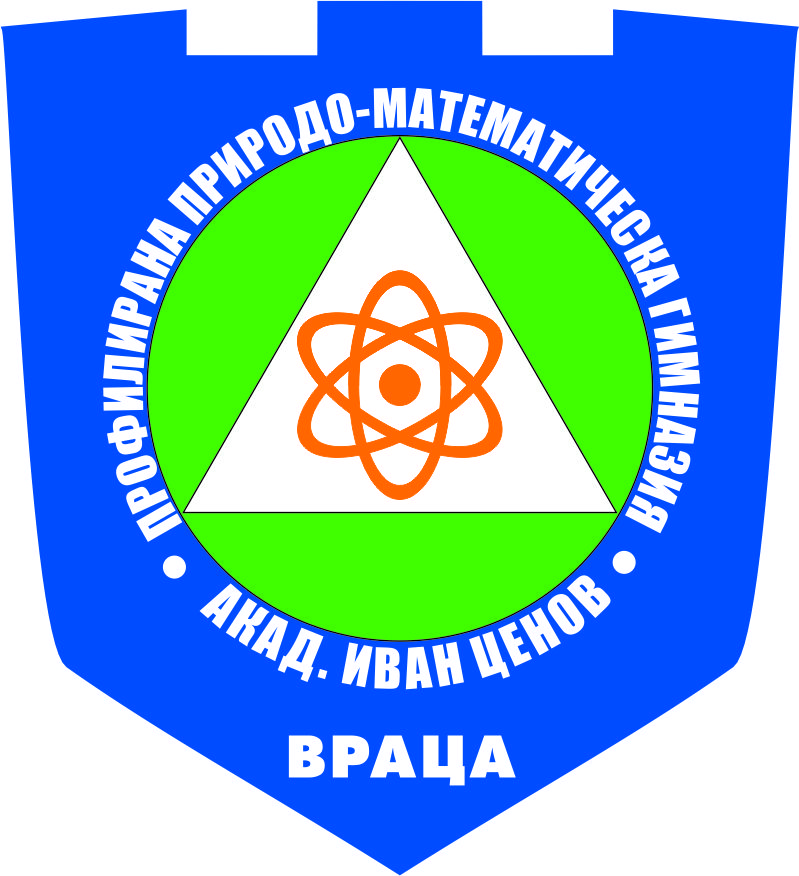 ПРОФИЛИРАНА ПРИРОДО-МАТЕМАТИЧЕСКА ГИМНАЗИЯ
• АКАД. ИВАН ЦЕНОВ •
ВРАЦА